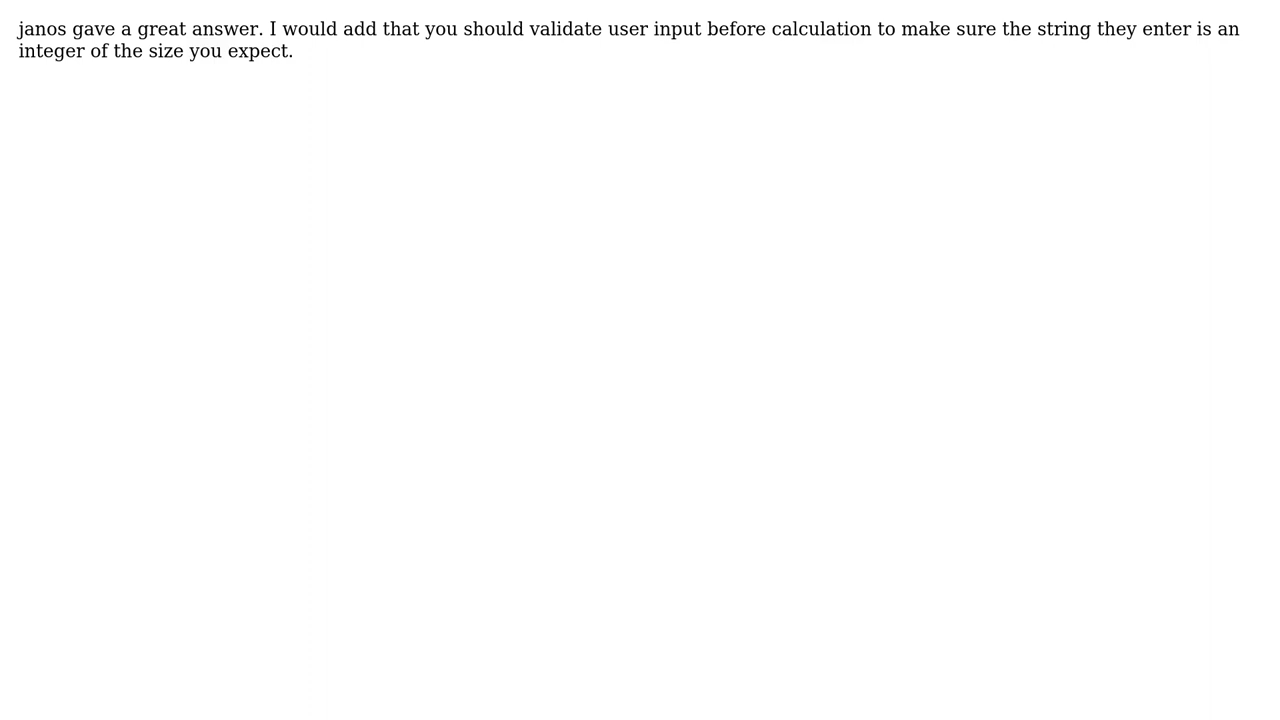 janos gave a great answer. I would add that you should validate user input before calculation to make sure the string they enter is an
integer of the size you expect.